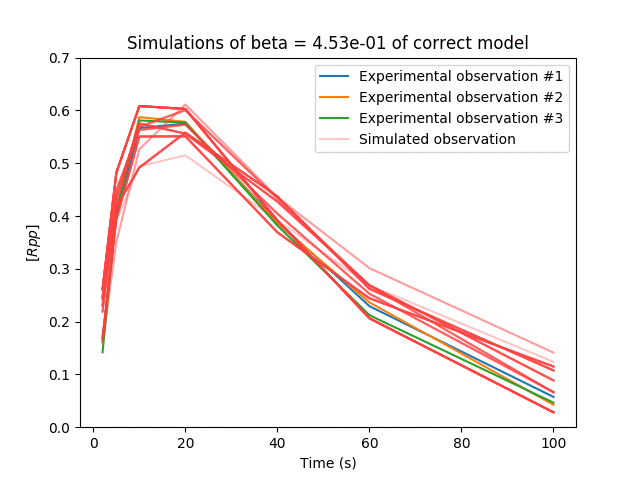 Simulations of beta = 4.53e-01 of correct model
Experimental observation #1
Experimental observation #2
Experimental observation #3
Simulated observation
[Rpp]
0.7
0.6
0.5
0.4
0.3
0.2
0.1
0.0
0 20 40 60 80 100
Time (s)